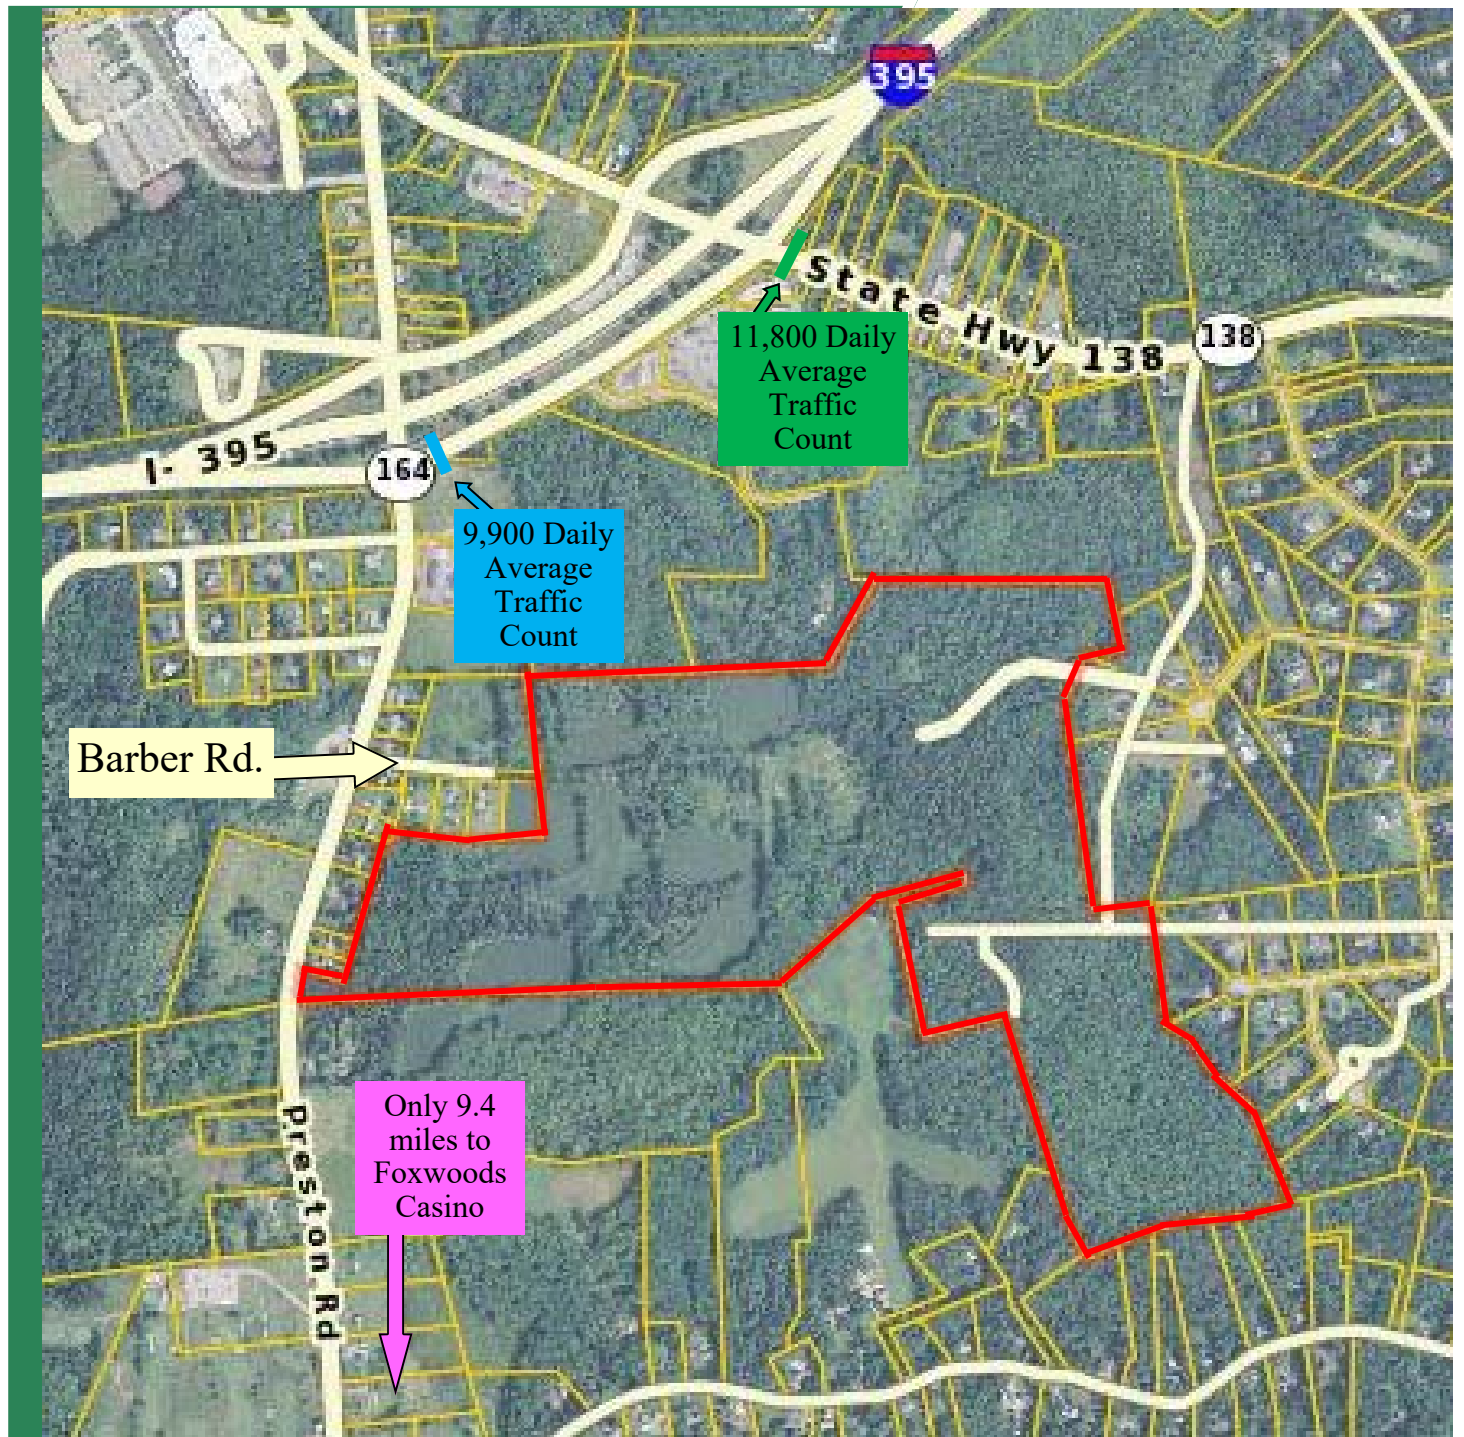 395
State Hwy 138
138
11,800 Daily
Average
Traffic
Count
I- 395
164
9,900 Daily
Average
Traffic
Count
Barber Rd.
Only 9.4
miles to
Foxwoods
Casino
Preston Rd